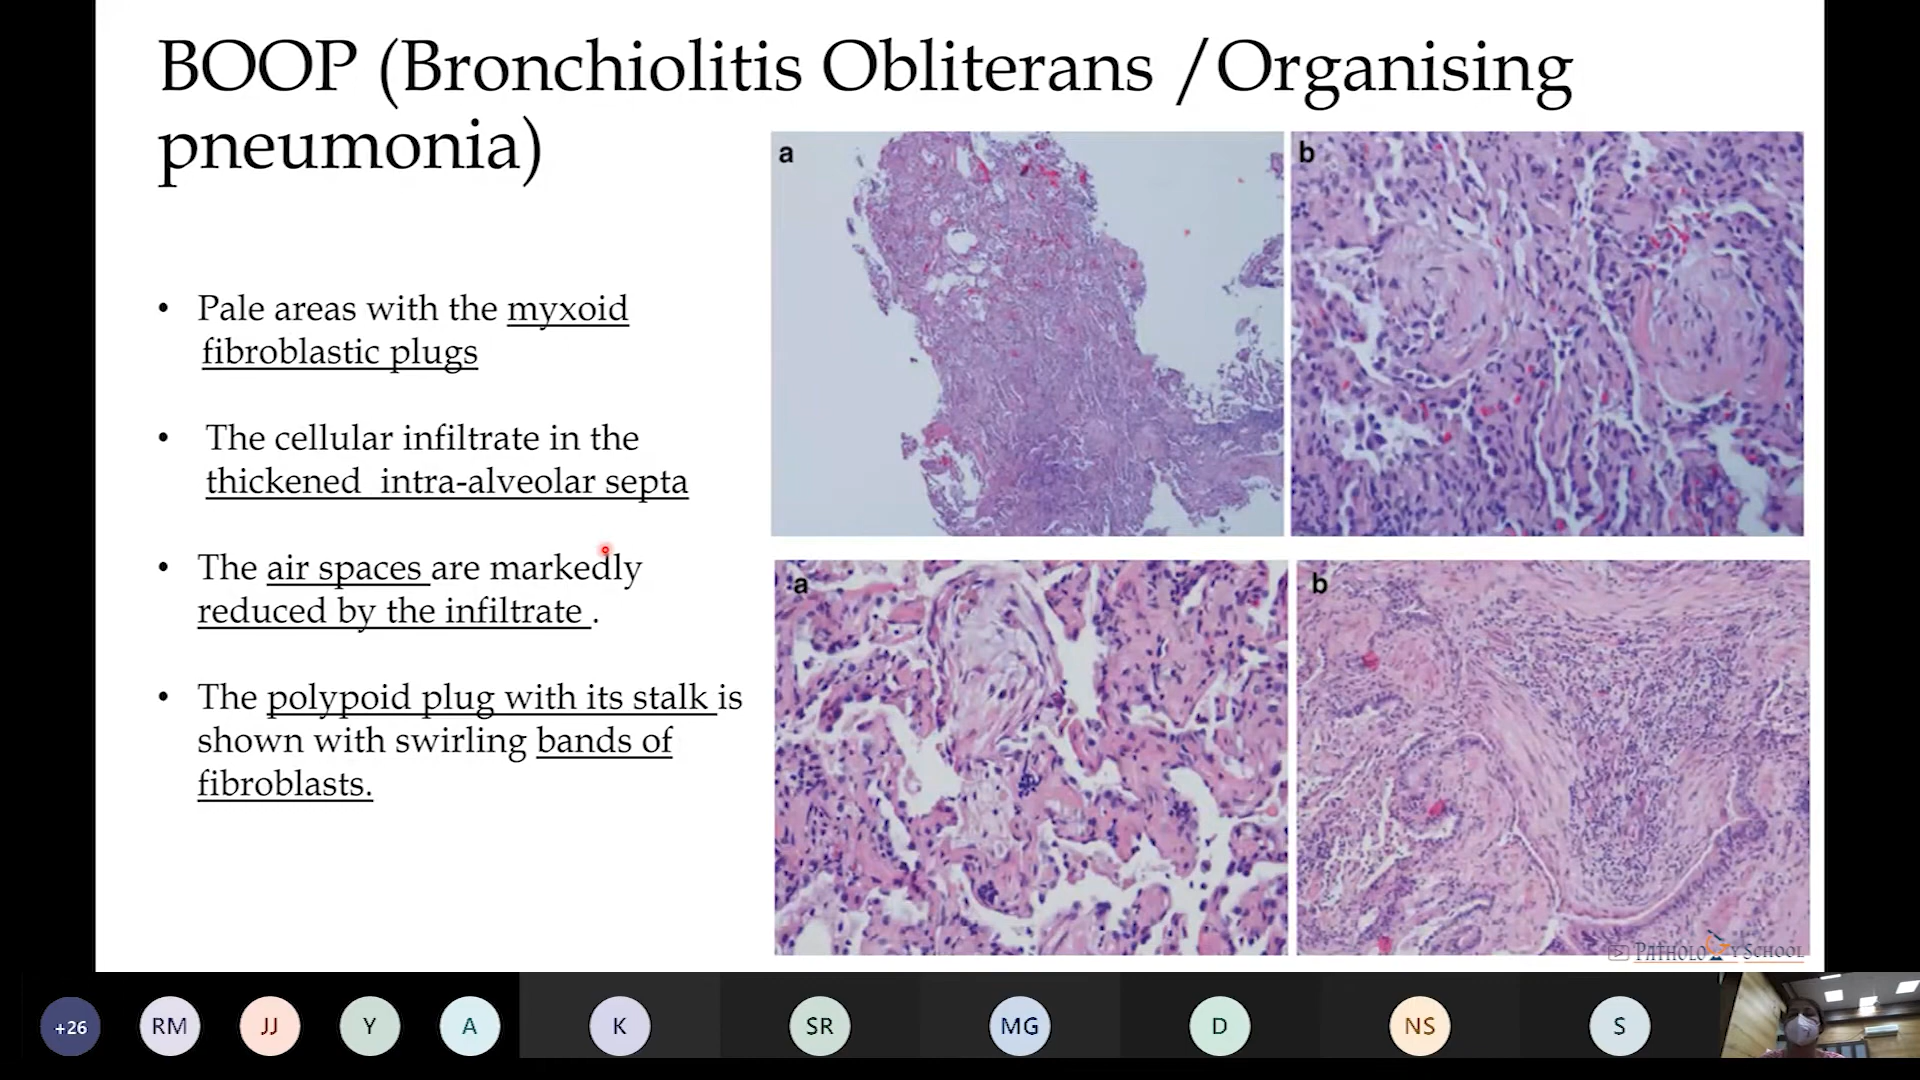 BOOP (Bronchiolitis Obliterans /Organising
pneumonia)
• Pale areas with the myxoid
fibroblastic plugs
• The cellular infiltrate in the
thickened intra-alveolar septa
• The air spaces are markedly
reduced by the infiltrate .
• The polypoid plug with its stalk is
shown with swirling bands of
fibroblasts.
a
b
a
b
PATHOLOGY SCHOOL
+26
RM
JJ
Y
A
K
SR
MG
D
NS
S